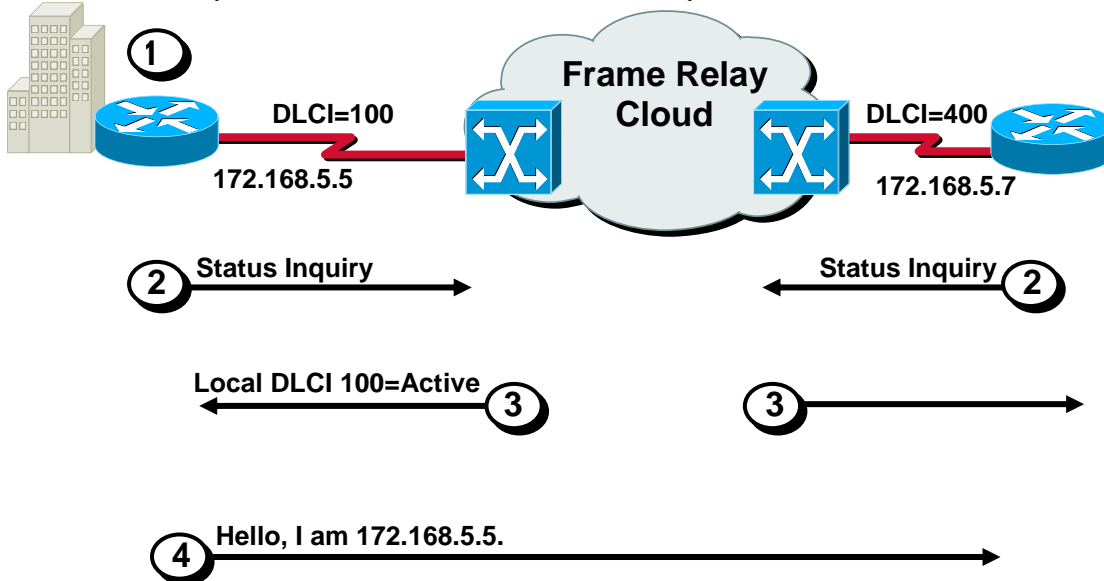 1
Frame Relay
Cloud
DLCI=100
DLCI=400
172.168.5.5
172.168.5.7
2
Status Inquiry
Status Inquiry
2
Local DLCI 100=Active
3
3
4
Hello, I am 172.168.5.5.